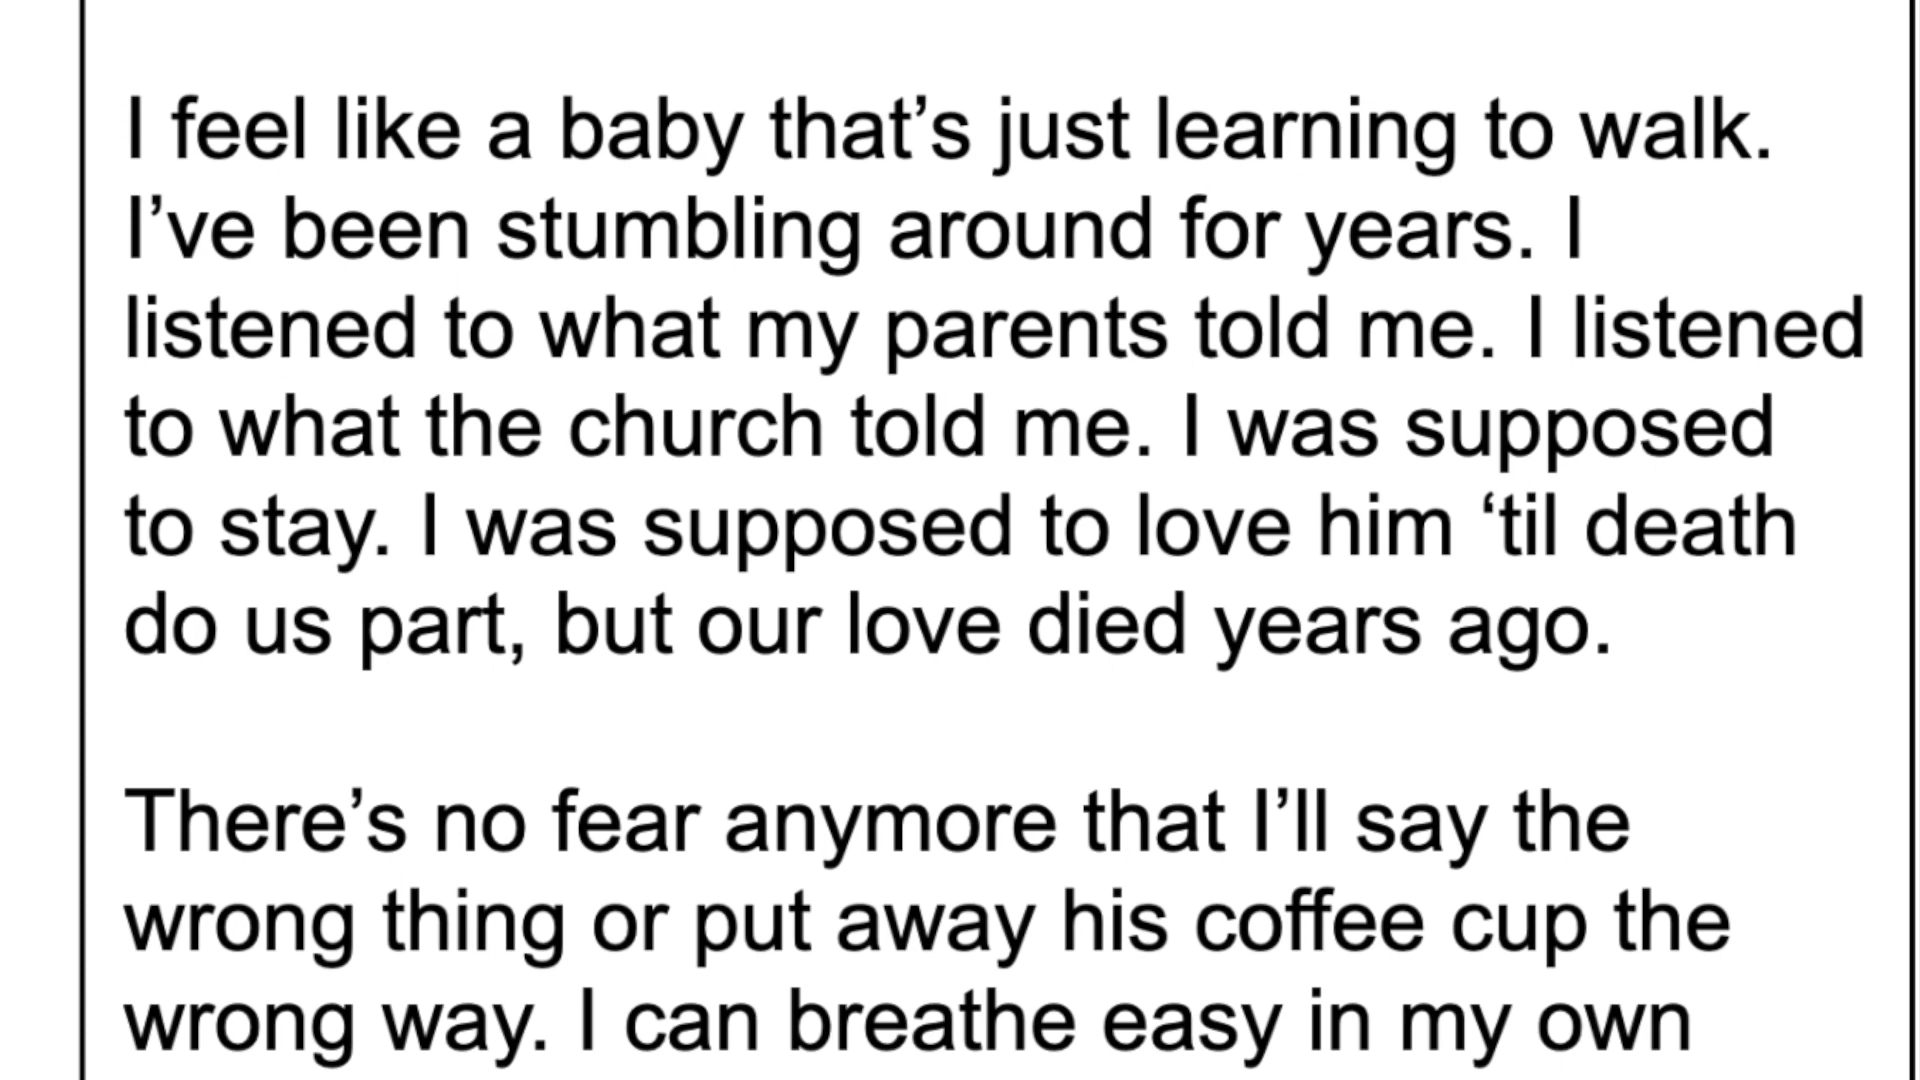 I feel like a baby that’s just learning to walk.
I’ve been stumbling around for years. I
listened to what my parents told me. I listened
to what the church told me. I was supposed
to stay. I was supposed to love him ‘til death
do us part, but our love died years ago.
There’s no fear anymore that I’ll say the
wrong thing or put away his coffee cup the
wrong way. I can breathe easy in my own